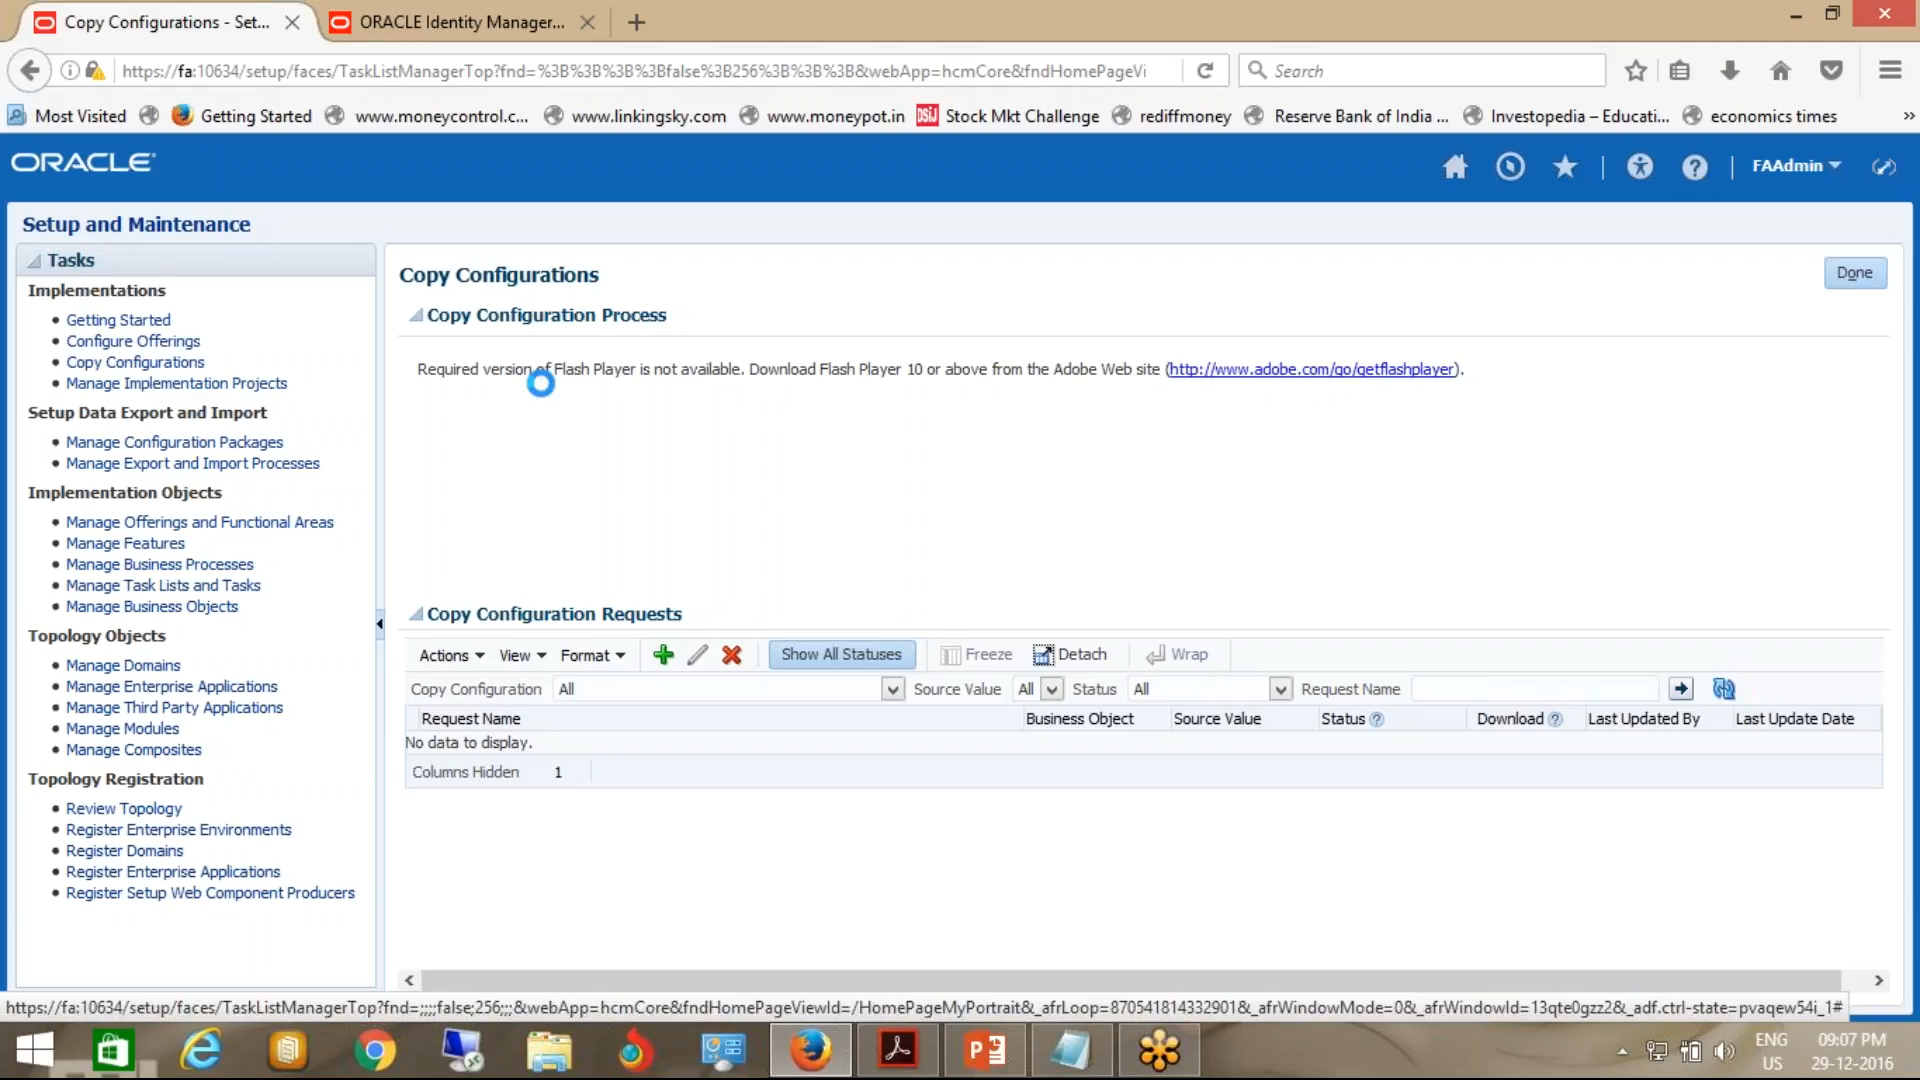 Copy Configurations - Set...
ORACLE Identity Manager...
https://fa:10634/setup/faces/TaskListManagerTop?fnd=%3B%3B%3B%3Bfalse%3B256%3B%3B%3B&webApp=hcmCore&fndHomePageVi
Search
Most Visited
Getting Started
www.moneycontrol.c...
www.linkingsky.com
www.moneypot.in
DSIJ
Stock Mkt Challenge
rediffmoney
Reserve Bank of India ...
Investopedia – Educati...
economics times
»
ORACLE
FAAdmin
Setup and Maintenance
Tasks
Implementations
Getting Started
Configure Offerings
Copy Configurations
Manage Implementation Projects
Setup Data Export and Import
Manage Configuration Packages
Manage Export and Import Processes
Implementation Objects
Manage Offerings and Functional Areas
Manage Features
Manage Business Processes
Manage Task Lists and Tasks
Manage Business Objects
Topology Objects
Manage Domains
Manage Enterprise Applications
Manage Third Party Applications
Manage Modules
Manage Composites
Topology Registration
Review Topology
Register Enterprise Environments
Register Domains
Register Enterprise Applications
Register Setup Web Component Producers
Copy Configurations
Done
Copy Configuration Process
Required version of Flash Player is not available. Download Flash Player 10 or above from the Adobe Web site (http://www.adobe.com/go/getflashplayer).
Copy Configuration Requests
Actions View Format Show All Statuses Freeze Detach Wrap
Copy Configuration All Source Value All Status All Request Name
Request Name Business Object Source Value Status Download Last Updated By Last Update Date
No data to display.
Columns Hidden 1
https://fa:10634/setup/faces/TaskListManagerTop?fnd=;;;;false;256;;;&webApp=hcmCore&fndHomePageViewId=/HomePageMyPortrait&_afrLoop=870541814332901&_afrWindowMode=0&_afrWindowId=13qte0gzz2&_adf.ctrl-state=pvaqew54i_1#
ENG
US
09:07 PM
29-12-2016